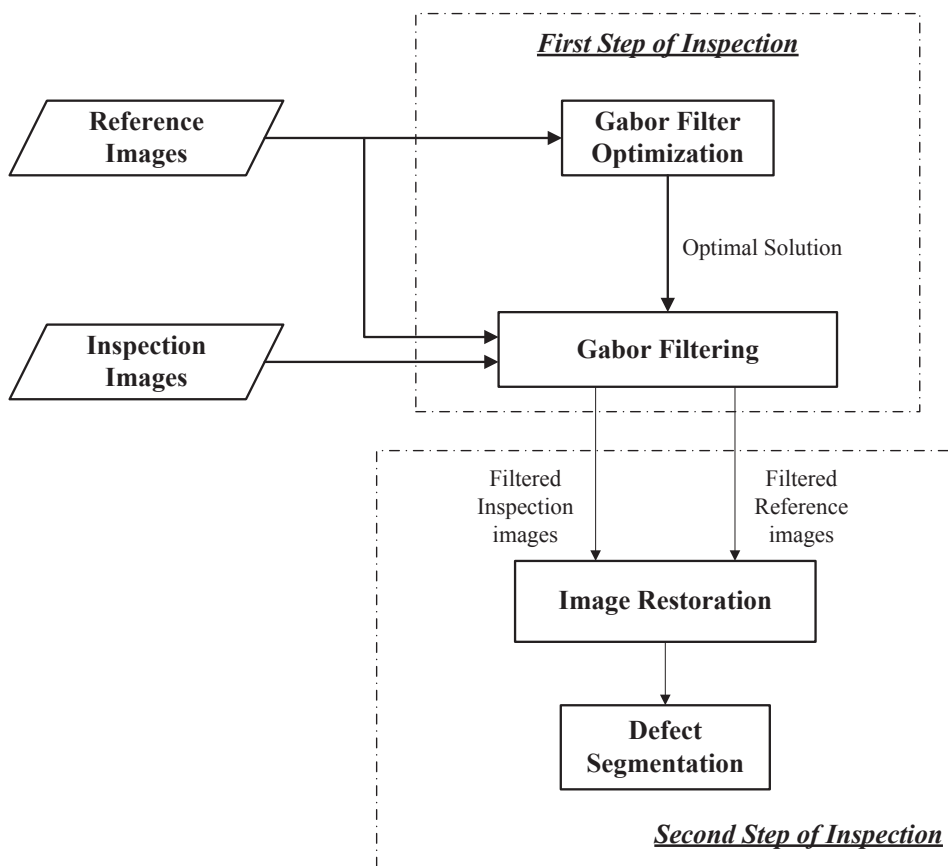 First Step of Inspection
Reference
Images
Gabor Filter
Optimization
Optimal Solution
Inspection
Images
Gabor Filtering
Filtered
Inspection
images
Filtered
Reference
images
Image Restoration
Defect
Segmentation
Second Step of Inspection